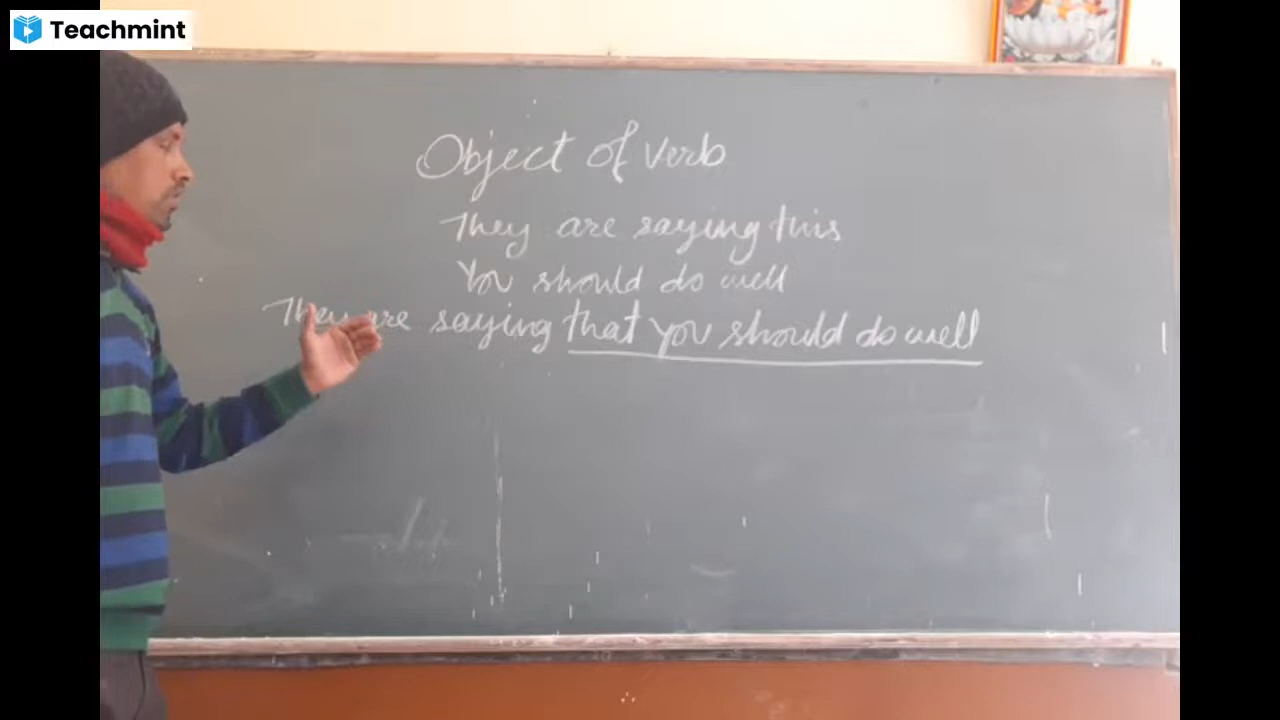 Teachmint
Object of Verb
They are saying this
You should do well
They are saying that you should do well